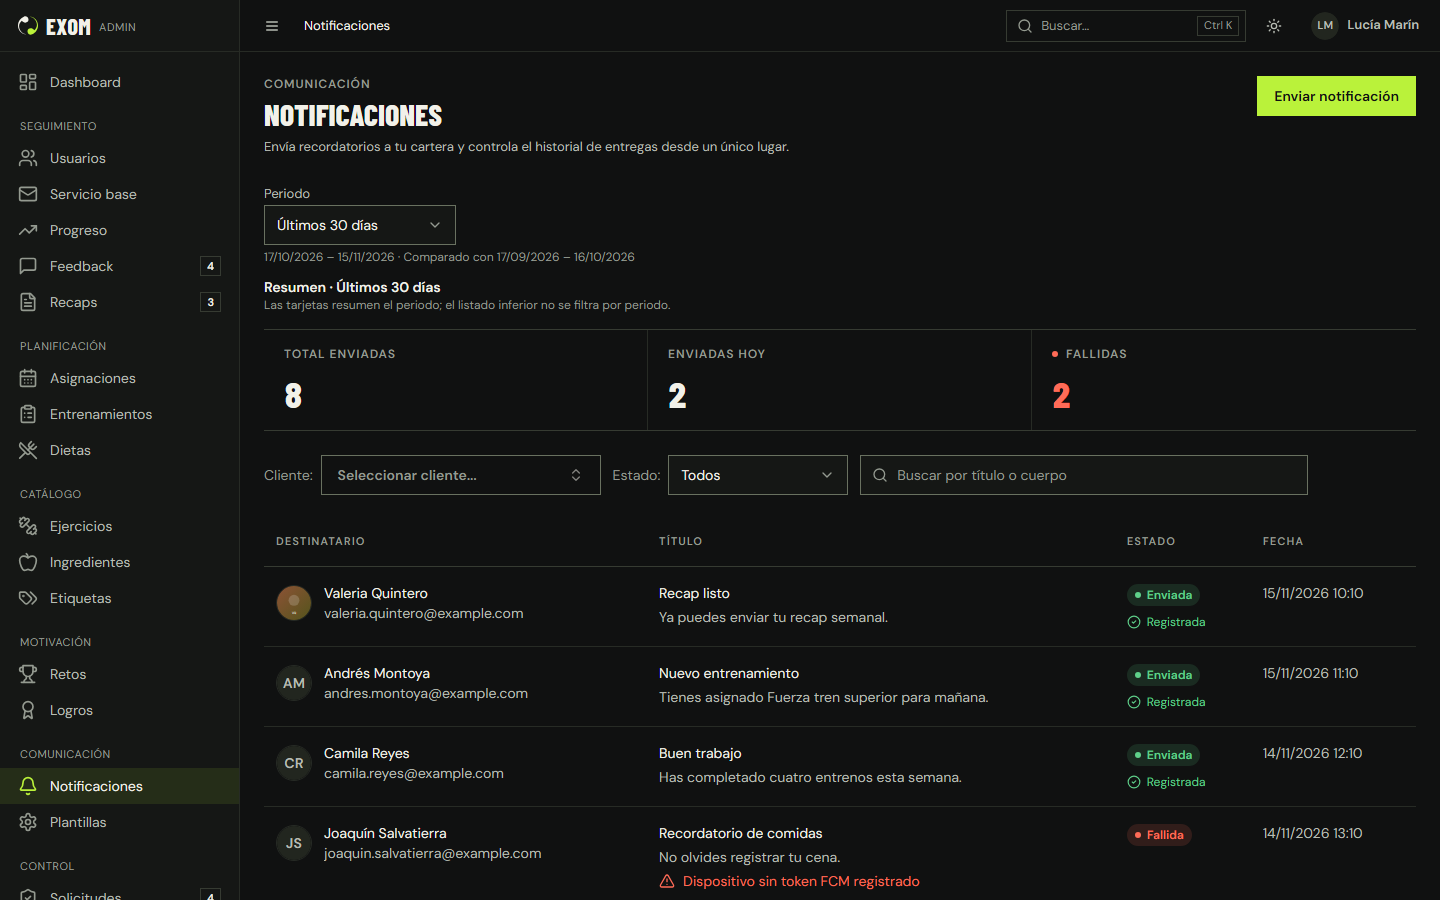 EXOM ADMIN
Notificaciones
Buscar...
Ctrl K
LM
Lucía Marín
Dashboard
SEGUIMIENTO
Usuarios
Servicio base
Progreso
Feedback
4
Recaps
3
PLANIFICACIÓN
Asignaciones
Entrenamientos
Dietas
CATÁLOGO
Ejercicios
Ingredientes
Etiquetas
MOTIVACIÓN
Retos
Logros
COMUNICACIÓN
Notificaciones
Plantillas
CONTROL
Solicitudes
4
COMUNICACIÓN
NOTIFICACIONES
Envía recordatorios a tu cartera y controla el historial de entregas desde un único lugar.
Enviar notificación
Periodo
Últimos 30 días
17/10/2026 – 15/11/2026 · Comparado con 17/09/2026 – 16/10/2026
Resumen · Últimos 30 días
Las tarjetas resumen el periodo; el listado inferior no se filtra por periodo.
TOTAL ENVIADAS
8
ENVIADAS HOY
2
FALLIDAS
2
Cliente:
Seleccionar cliente...
Estado:
Todos
Buscar por título o cuerpo
DESTINATARIO
TÍTULO
ESTADO
FECHA
Valeria Quintero
valeria.quintero@example.com
Recap listo
Ya puedes enviar tu recap semanal.
Enviada
Registrada
15/11/2026 10:10
AM
Andrés Montoya
andres.montoya@example.com
Nuevo entrenamiento
Tienes asignado Fuerza tren superior para mañana.
Enviada
Registrada
15/11/2026 11:10
CR
Camila Reyes
camila.reyes@example.com
Buen trabajo
Has completado cuatro entrenos esta semana.
Enviada
Registrada
14/11/2026 12:10
JS
Joaquín Salvatierra
joaquin.salvatierra@example.com
Recordatorio de comidas
No olvides registrar tu cena.
Dispositivo sin token FCM registrado
Fallida
14/11/2026 13:10